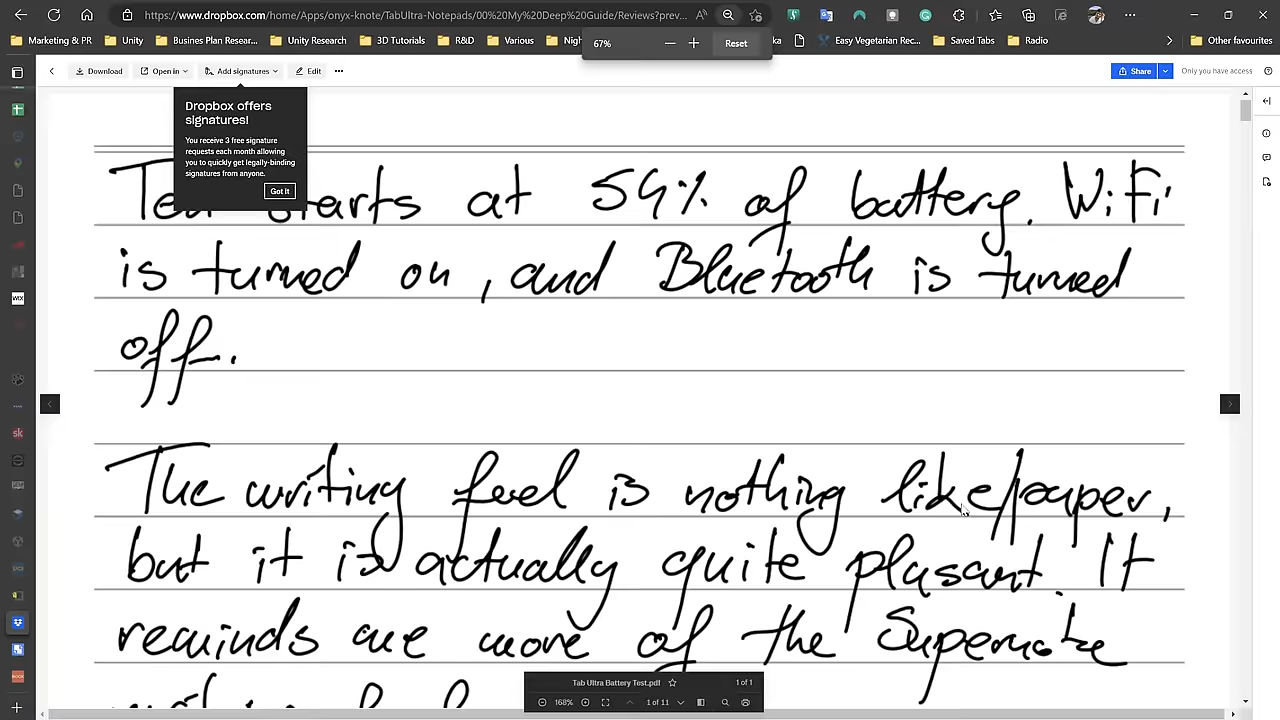 https://www.dropbox.com/home/Apps/onyx-knote/TabUltra-Notepads/00%20My%20Deep%20Guide/Reviews?prev...
Marketing & PR Unity Busines Plan Resear... Unity Research 3D Tutorials R&D Various Nigh Easy Vegetarian Rec... Saved Tabs Radio Other favourites
67% Reset
Download Open in Add signatures Edit Share Only you have access
Dropbox offers
signatures!
You receive 3 free signature
requests each month allowing
you to quickly get legally-binding
signatures from anyone.
Got it
starts at 54% of battery. WiFi
is turned on, and Bluetooth is turned
off.
The writing feel is nothing like/paper,
but it is actually quite plasant. It
reminds me more of the Supernote
WIX
sk
UC3
Tab Ultra Battery Test.pdf 1 of 1
168% 1 of 11